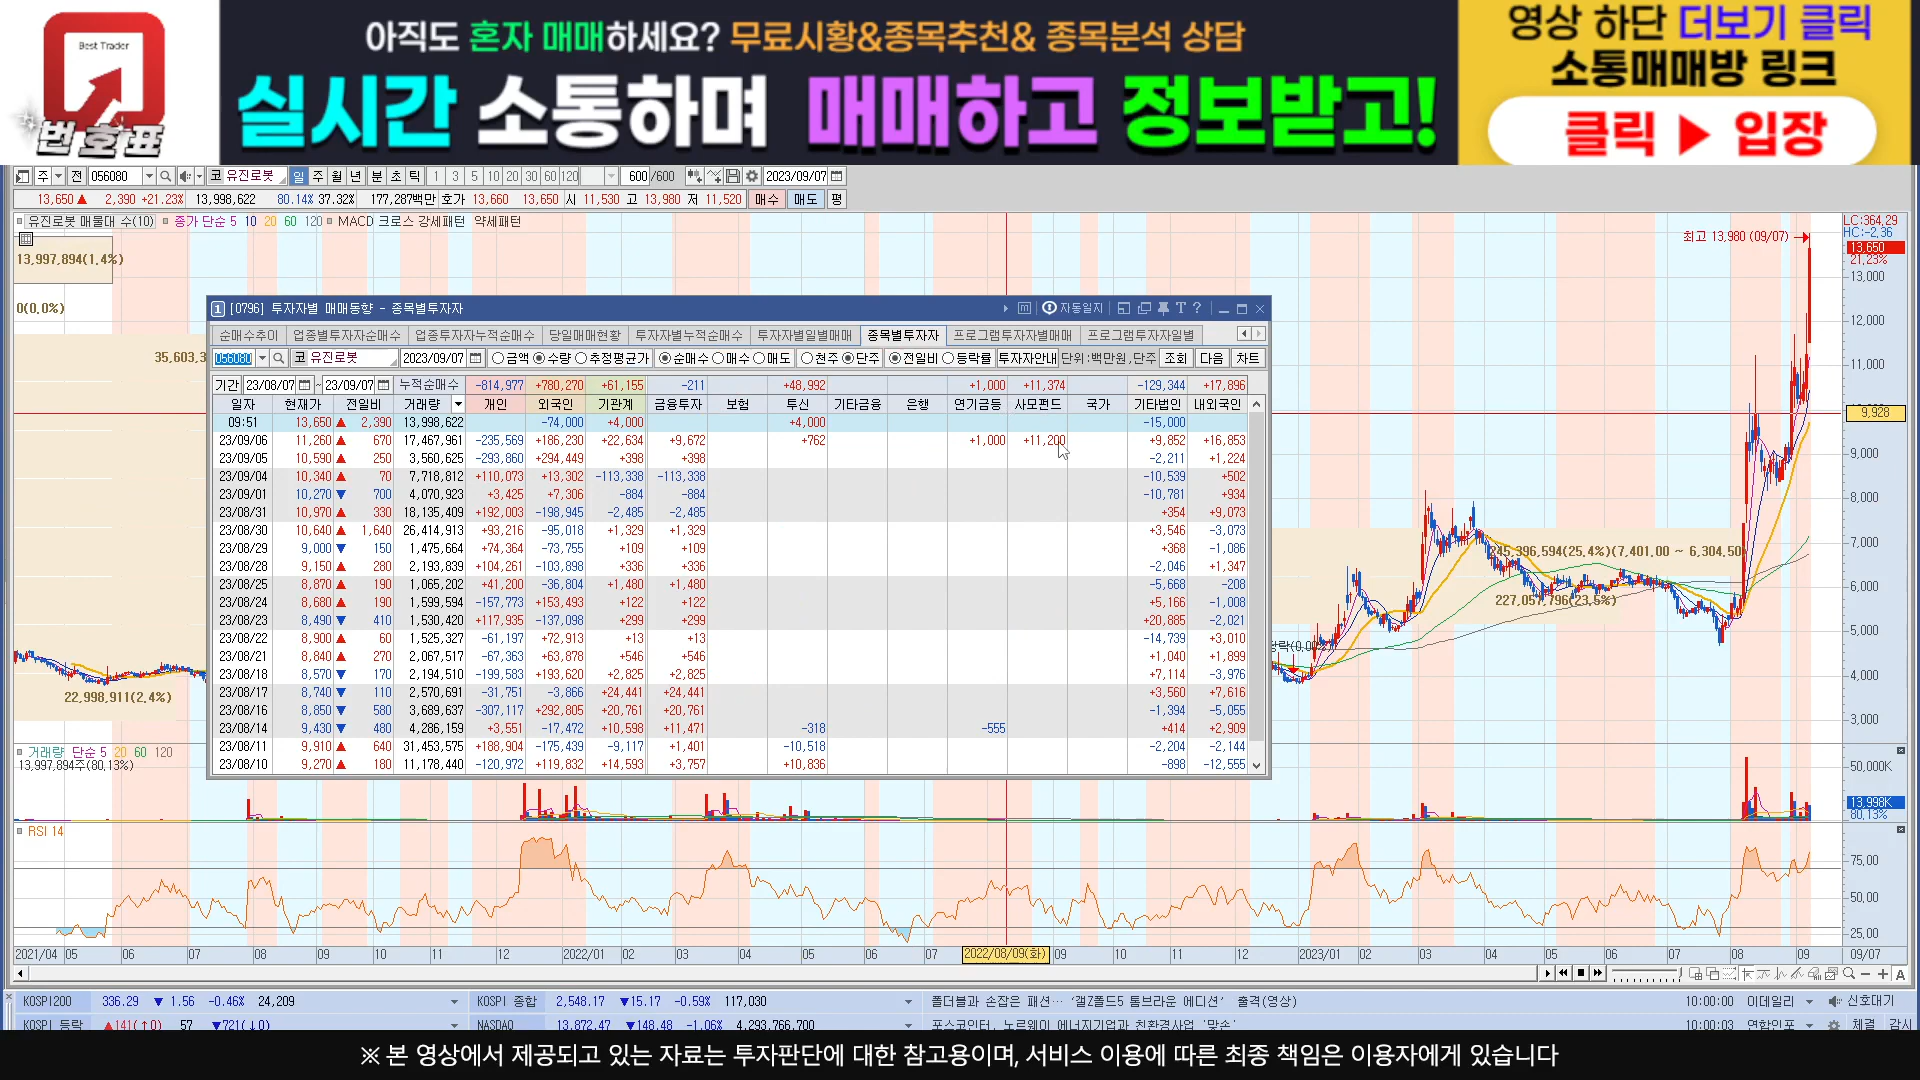 Best Trader
번호표
아직도 혼자 매매하세요? 무료시황&종목추천& 종목분석 상담
실시간 소통하며 매매하고 정보받고!
영상 하단 더보기 클릭
소통매매방 링크
클릭 ▶ 입장
주 전 056080 코 유진로봇 일 주 월 년 분 초 틱 1 3 5 10 20 30 60 120 600 /600 2023/09/07
13,650 ▲ 2,390 +21.23% 13,998,622 80.14% 37.32% 177,287백만 호가 13,660 13,650 시 11,530 고 13,980 저 11,520 매수 매도 평
유진로봇 매물대 수(10) 종가 단순 5 10 20 60 120 MACD 크로스 강세패턴 약세패턴
LC:364,29
HC:-2,36
최고 13,980 (09/07)
13,650
21,23%
13,997,894(1.4%)
0(0.0%)
35,603,3
22,998,911(2.4%)
245,396,594(25.4%)(7,401.00 ~ 6,304.50
227,057,796(23.5%)
락(0.00%)
13,000
12,000
11,000
9,928
9,000
8,000
7,000
6,000
5,000
4,000
3,000
1 [0796] 투자자별 매매동향 - 종목별투자자 자동일지 T ?
순매수추이 업종별투자자순매수 업종투자자누적순매수 당일매매현황 투자자별누적순매수 투자자별일별매매 종목별투자자 프로그램투자자별매매 프로그램투자자일별
056080 코 유진로봇 2023/09/07 금액 수량 추정평균가 순매수 매수 매도 천주 단주 전일비 등락률 투자자안내 단위:백만원,단주 조회 다음 차트
기간 23/08/07 ~ 23/09/07 누적순매수 -814,977 +780,270 +61,155 -211 +48,992 +1,000 +11,374 -129,344 +17,896
일자 현재가 전일비 거래량 개인 외국인 기관계 금융투자 보험 투신 기타금융 은행 연기금등 사모펀드 국가 기타법인 내외국인
09:51 13,650 ▲ 2,390 13,998,622 -74,000 +4,000 +4,000 -15,000
23/09/06 11,260 ▲ 670 17,467,961 -235,569 +186,230 +22,634 +9,672 +762 +1,000 +11,200 +9,852 +16,853
23/09/05 10,590 ▲ 250 3,560,625 -293,860 +294,449 +398 +398 -2,211 +1,224
23/09/04 10,340 ▲ 70 7,718,812 +110,073 +13,302 -113,338 -113,338 -10,539 +502
23/09/01 10,270 ▼ 700 4,070,923 +3,425 +7,306 -884 -884 -10,781 +934
23/08/31 10,970 ▲ 330 18,135,409 +192,003 -198,945 -2,485 -2,485 +354 +9,073
23/08/30 10,640 ▲ 1,640 26,414,913 +93,216 -95,018 +1,329 +1,329 +3,546 -3,073
23/08/29 9,000 ▼ 150 1,475,664 +74,364 -73,755 +109 +109 +368 -1,086
23/08/28 9,150 ▲ 280 2,193,839 +104,261 -103,898 +336 +336 -2,046 +1,347
23/08/25 8,870 ▲ 190 1,065,202 +41,200 -36,804 +1,480 +1,480 -5,668 -208
23/08/24 8,680 ▲ 190 1,599,594 -157,773 +153,493 +122 +122 +5,166 -1,008
23/08/23 8,490 ▼ 410 1,530,420 +117,935 -137,098 +299 +299 +20,885 -2,021
23/08/22 8,900 ▲ 60 1,525,327 -61,197 +72,913 +13 +13 -14,739 +3,010
23/08/21 8,840 ▲ 270 2,067,517 -67,363 +63,878 +546 +546 +1,040 +1,899
23/08/18 8,570 ▼ 170 2,194,510 -199,583 +193,620 +2,825 +2,825 +7,114 -3,976
23/08/17 8,740 ▼ 110 2,570,691 -31,751 -3,866 +24,441 +24,441 +3,560 +7,616
23/08/16 8,850 ▼ 580 3,689,637 -307,117 +292,805 +20,761 +20,761 -1,394 -5,055
23/08/14 9,430 ▼ 480 4,286,159 +3,551 -17,472 +10,598 +11,471 -318 -555 +414 +2,909
23/08/11 9,910 ▲ 640 31,453,575 +188,904 -175,439 -9,117 +1,401 -10,518 -2,204 -2,144
23/08/10 9,270 ▲ 180 11,178,440 -120,972 +119,832 +14,593 +3,757 +10,836 -898 -12,555
거래량 단순 5 20 60 120
13,997,894주(80.13%)
50,000K
13,998K
80,13%
RSI 14
75,00
50,00
25,00
2021/04 05 06 07 08 09 10 11 12 2022/01 02 03 04 05 06 07 2022/08/09(화) 09 10 11 12 2023/01 02 03 04 05 06 07 08 09 09/07
KOSPI200 336.29 ▼ 1.56 -0.46% 24,209 KOSPI 종합 2,548.17 ▼15.17 -0.59% 117,030 폴더블과 손잡은 패션… '갤Z폴드5 톰브라운 에디션' 출격(영상) 10:00:00 이데일리 신호대기
KOSPI 등락 ▲141(↑0) 57 ▼721(↓0) NASDAQ 13,872.47 ▼148.48 -1.06% 4,293,766,700 포스코인터, 노르웨이 에너지기업과 친환경사업 '맞손' 10:00:03 연합인포 체결 감시
※ 본 영상에서 제공되고 있는 자료는 투자판단에 대한 참고용이며, 서비스 이용에 따른 최종 책임은 이용자에게 있습니다